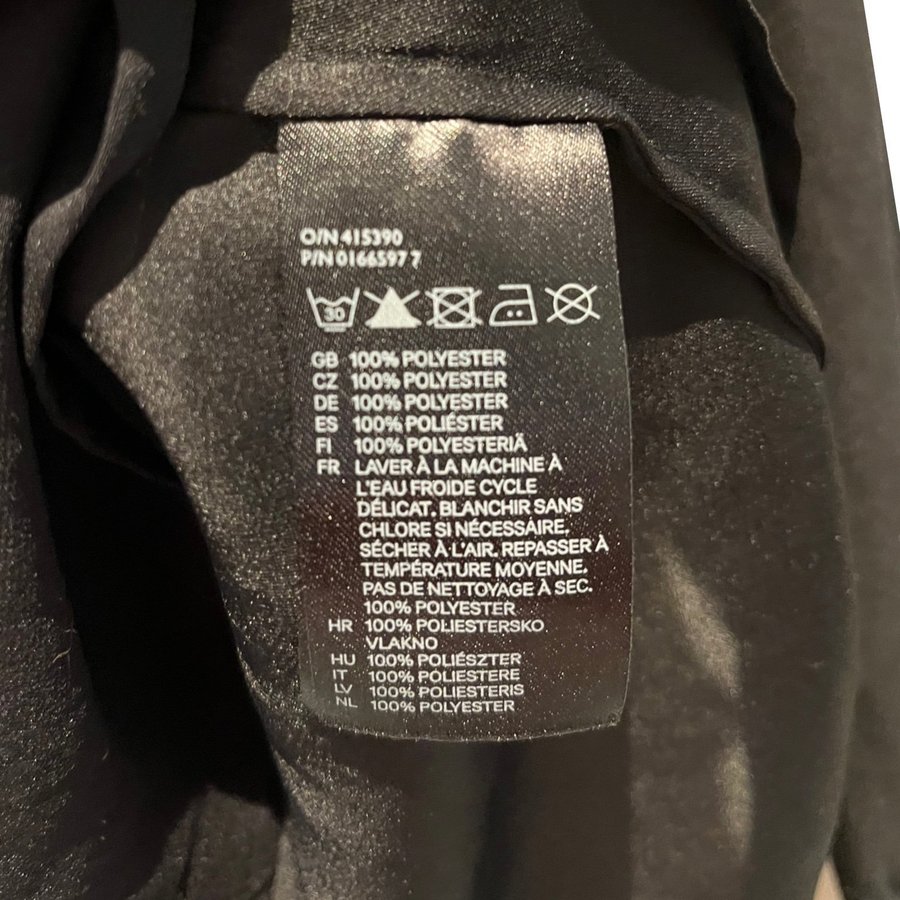 O/N 415390
P/N 0166597 7
30
GB 100% POLYESTER
CZ 100% POLYESTER
DE 100% POLYESTER
ES 100% POLIÉSTER
FI 100% POLYESTERIÄ
FR LAVER À LA MACHINE À
L'EAU FROIDE CYCLE
DÉLICAT. BLANCHIR SANS
CHLORE SI NÉCESSAIRE.
SÉCHER À L'AIR. REPASSER À
TEMPÉRATURE MOYENNE.
PAS DE NETTOYAGE À SEC.
100% POLYESTER
HR 100% POLIESTERSKO
VLAKNO
HU 100% POLIÉSZTER
IT 100% POLIESTERE
LV 100% POLIESTERIS
NL 100% POLYESTER